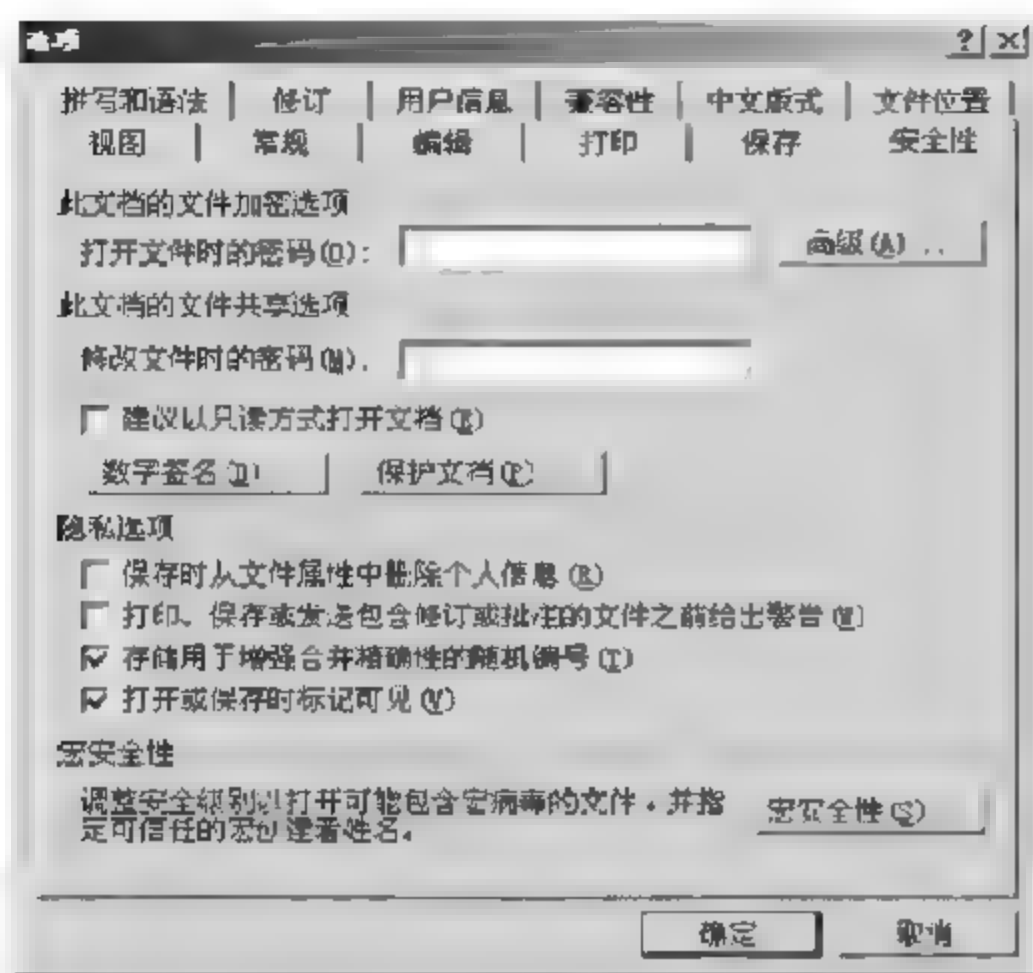 选项
拼写和语法 修订 用户信息 兼容性 中文版式 文件位置
视图 常规 编辑 打印 保存 安全性
此文档的文件加密选项
打开文件时的密码(O): 高级(A)...
此文档的文件共享选项
修改文件时的密码(M):
建议以只读方式打开文档(E)
数字签名(D) 保护文档(P)
隐私选项
保存时从文件属性中删除个人信息(R)
打印、保存或发送包含修订或批注的文件之前给出警告(W)
存储用于增强合并精确性的随机编号(T)
打开或保存时标记可见(V)
宏安全性
调整安全级别以打开可能包含宏病毒的文件，并指
定可信任的宏创建者姓名。 宏安全性(S)
确定 取消